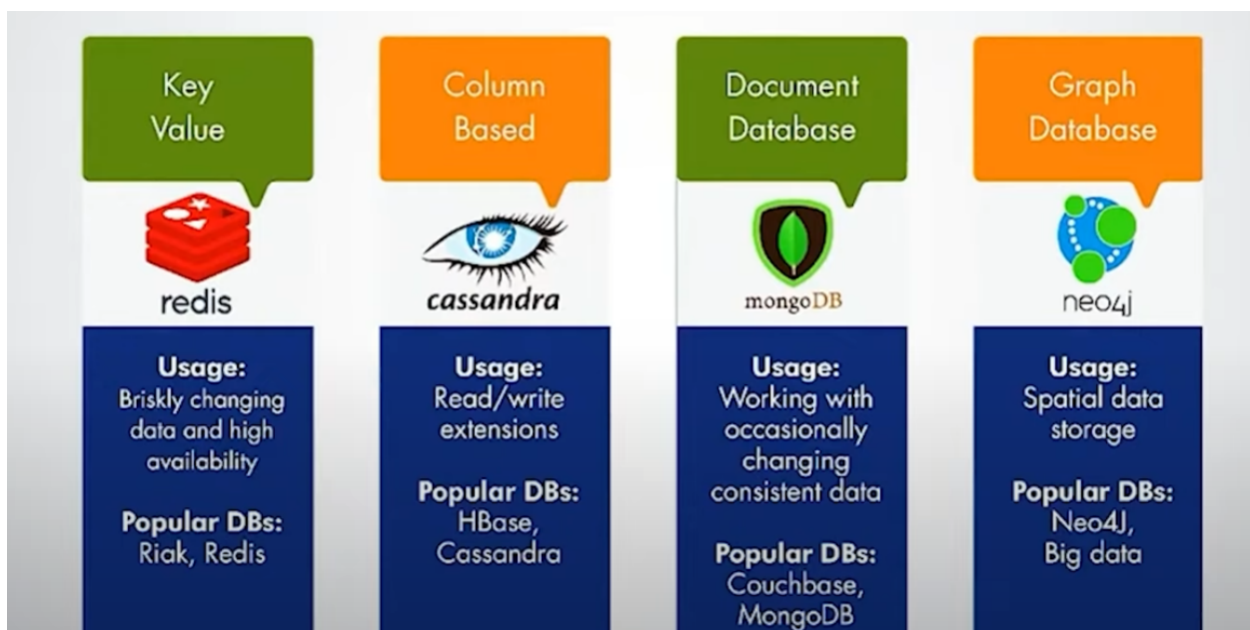 Key
Value
redis
Usage:
Briskly changing
data and high
availability
Popular DBs:
Riak, Redis
Column
Based
cassandra
Usage:
Read/write
extensions
Popular DBs:
HBase,
Cassandra
Document
Database
mongoDB
Usage:
Working with
occasionally
changing
consistent data
Popular DBs:
Couchbase,
MongoDB
Graph
Database
neo4j
Usage:
Spatial data
storage
Popular DBs:
Neo4J,
Big data